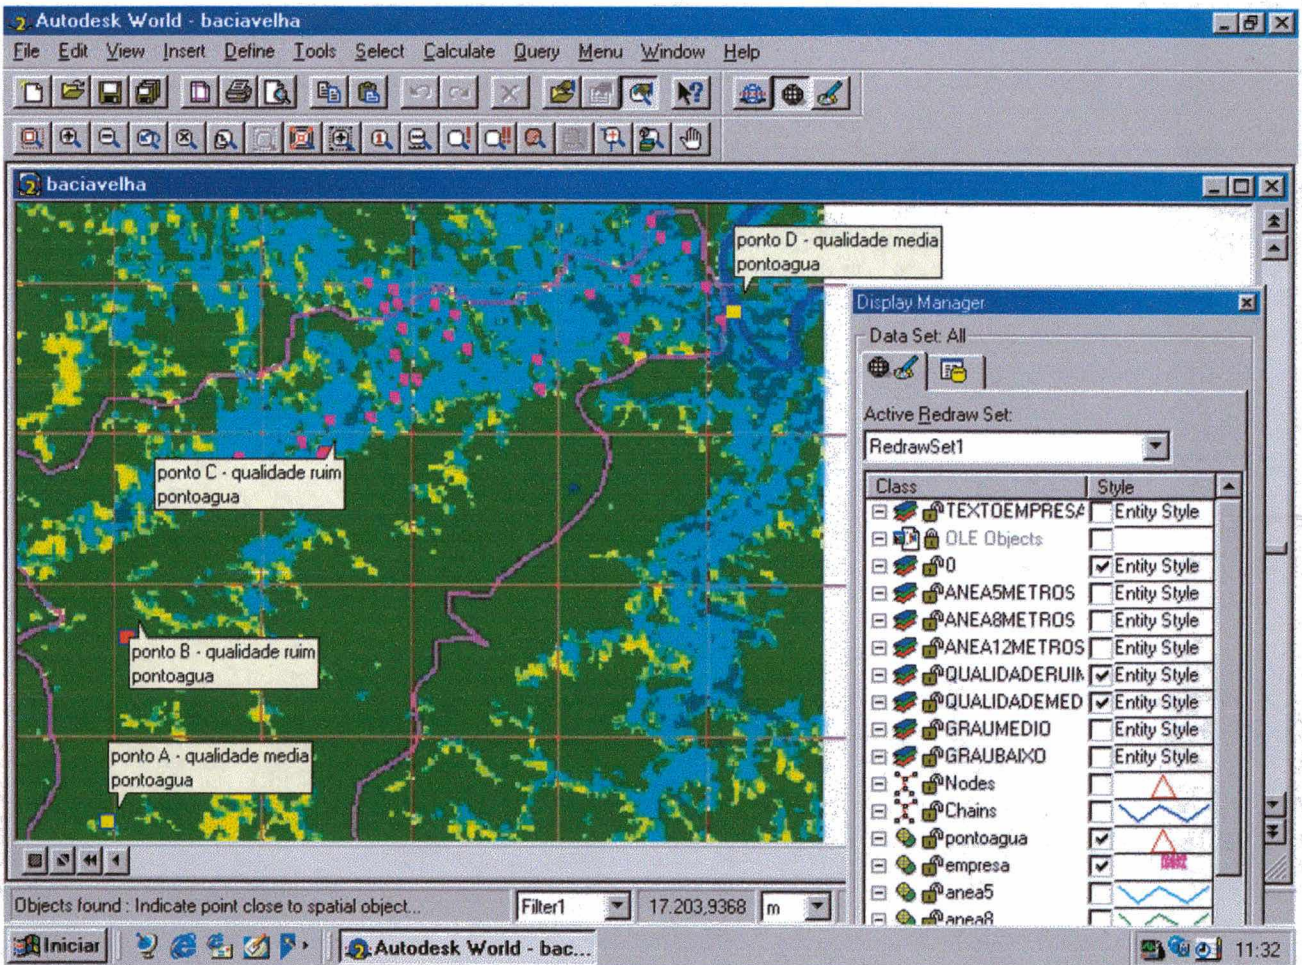 Autodesk World - baciavelha
File Edit View Insert Define Tools Select Calculate Query Menu Window Help
baciavelha
ponto D - qualidade media
pontoagua
ponto C - qualidade ruim
pontoagua
ponto B - qualidade ruim
pontoagua
ponto A - qualidade media
pontoagua
Display Manager
Data Set: All
Active Redraw Set:
RedrawSet1
Class Style
TEXTOEMPRESA Entity Style
OLE Objects
0 Entity Style
ANEA5METROS Entity Style
ANEA8METROS Entity Style
ANEA12METROS Entity Style
QUALIDADERUIM Entity Style
QUALIDADEMED Entity Style
GRAUMEDIO Entity Style
GRAUBAIXO Entity Style
Nodes
Chains
pontoagua
empresa
anea5
anea8
Objects found : Indicate point close to spatial object... Filter1 17.203,9368 m
Iniciar Autodesk World - bac... 11:32